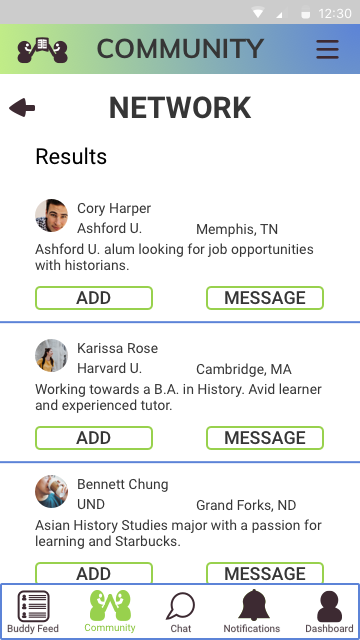 12:30
COMMUNITY
NETWORK
Results
Cory Harper
Ashford U.
Memphis, TN
Ashford U. alum looking for job opportunities
with historians.
ADD
MESSAGE
Karissa Rose
Harvard U.
Cambridge, MA
Working towards a B.A. in History. Avid learner
and experienced tutor.
ADD
MESSAGE
Bennett Chung
UND
Grand Forks, ND
Asian History Studies major with a passion for
learning and Starbucks.
ADD
MESSAGE
Buddy Feed
Community
Chat
Notifications
Dashboard